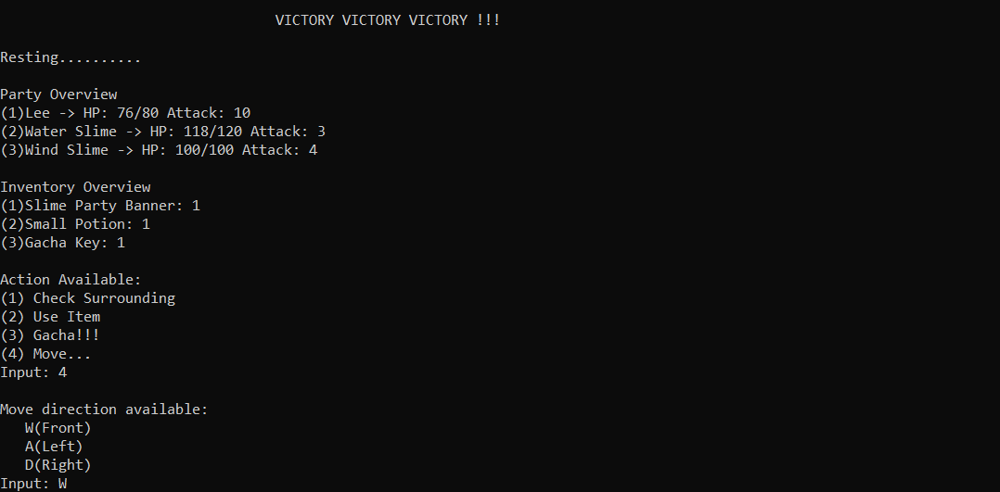 VICTORY VICTORY VICTORY !!!
Resting..........
Party Overview
(1)Lee -> HP: 76/80 Attack: 10
(2)Water Slime -> HP: 118/120 Attack: 3
(3)Wind Slime -> HP: 100/100 Attack: 4
Inventory Overview
(1)Slime Party Banner: 1
(2)Small Potion: 1
(3)Gacha Key: 1
Action Available:
(1) Check Surrounding
(2) Use Item
(3) Gacha!!!
(4) Move...
Input: 4
Move direction available:
W(Front)
A(Left)
D(Right)
Input: W